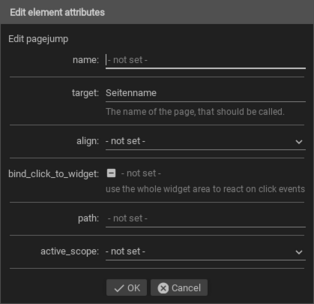 Edit element attributes
Edit pagejump
name: - not set -
target: Seitenname
The name of the page, that should be called.
align: - not set -
bind_click_to_widget: - not set -
use the whole widget area to react on click events
path: - not set -
active_scope: - not set -
OK Cancel